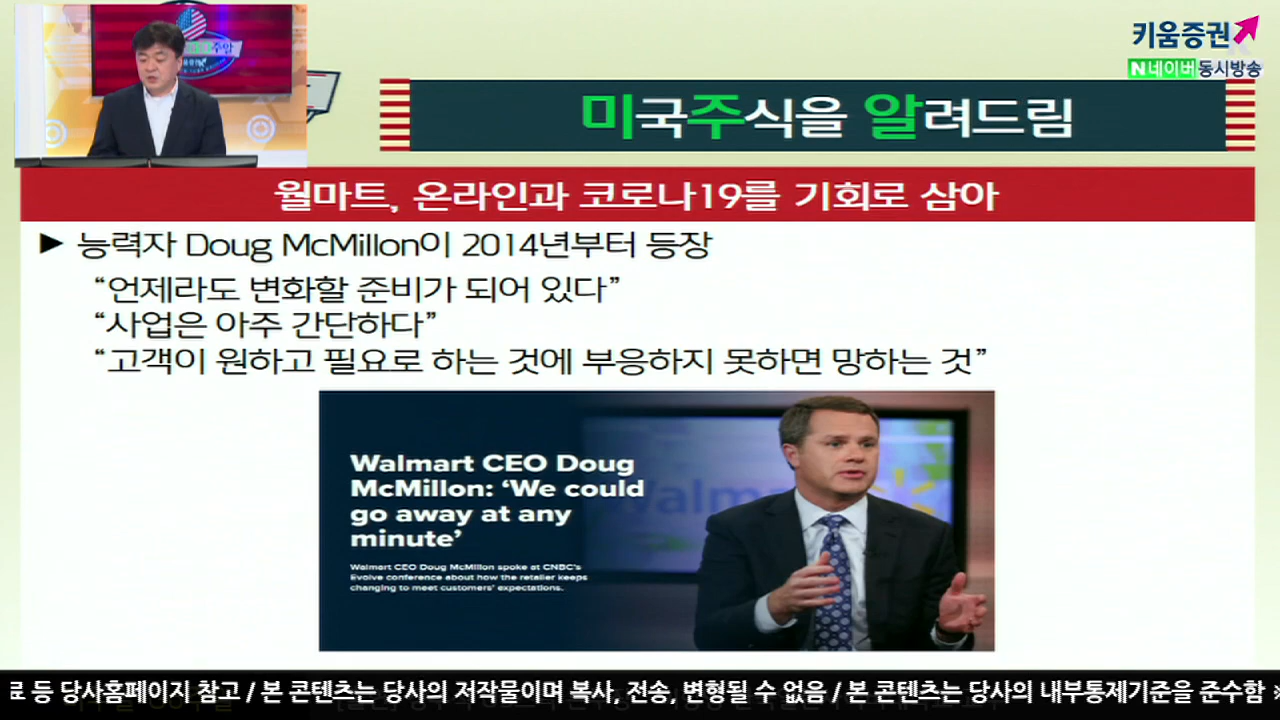 키움증권
N네이버 동시방송
미국주식을 알려드림
월마트, 온라인과 코로나19를 기회로 삼아
▶ 능력자 Doug McMillon이 2014년부터 등장
“언제라도 변화할 준비가 되어 있다”
“사업은 아주 간단하다”
“고객이 원하고 필요로 하는 것에 부응하지 못하면 망하는 것”
Walmart CEO Doug
McMillon: ‘We could
go away at any
minute’
Walmart CEO Doug McMillon spoke at CNBC's
Evolve conference about how the retailer keeps
changing to meet customers' expectations.
등 당사홈페이지 참고 / 본 콘텐츠는 당사의 저작물이며 복사, 전송, 변형될 수 없음 / 본 콘텐츠는 당사의 내부통제기준을 준수함 ※